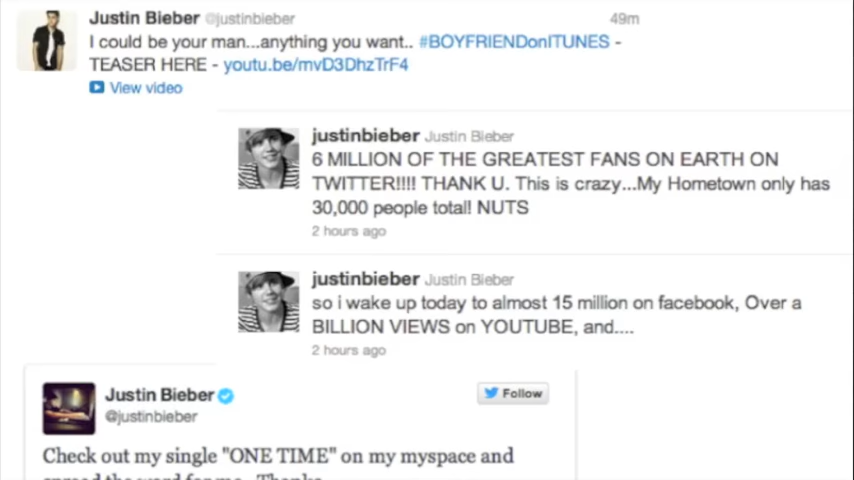 Justin Bieber @justinbieber 49m
I could be your man...anything you want.. #BOYFRIENDonITUNES -
TEASER HERE - youtu.be/mvD3DhzTrF4
View video
justinbieber Justin Bieber
6 MILLION OF THE GREATEST FANS ON EARTH ON
TWITTER!!!! THANK U. This is crazy...My Hometown only has
30,000 people total! NUTS
2 hours ago
justinbieber Justin Bieber
so i wake up today to almost 15 million on facebook, Over a
BILLION VIEWS on YOUTUBE, and....
2 hours ago
Justin Bieber
Follow
@justinbieber
Check out my single "ONE TIME" on my myspace and
spread the word for me. Thanks